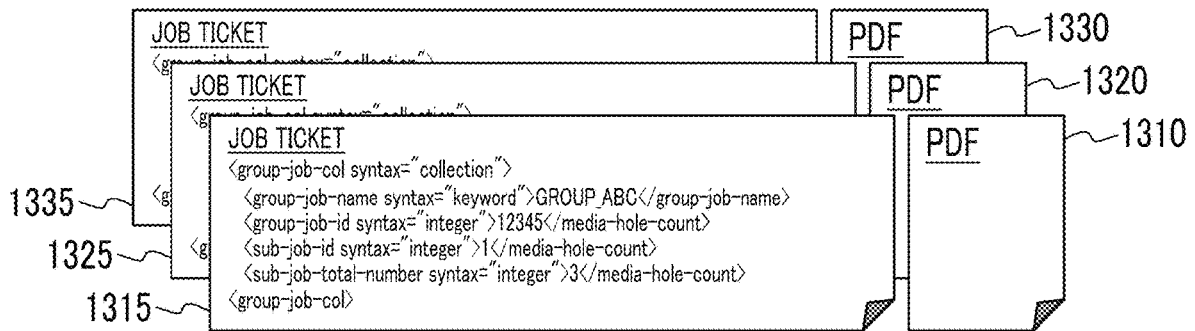 JOB TICKET
PDF
1330
JOB TICKET
PDF
1320
JOB TICKET
PDF
1310
<group-job-col syntax="collection">
<group-job-name syntax="keyword">GROUP_ABC</group-job-name>
<group-job-id syntax="integer">12345</media-hole-count>
<sub-job-id syntax="integer">1</media-hole-count>
<sub-job-total-number syntax="integer">3</media-hole-count>
<group-job-col>
1335
1325
1315